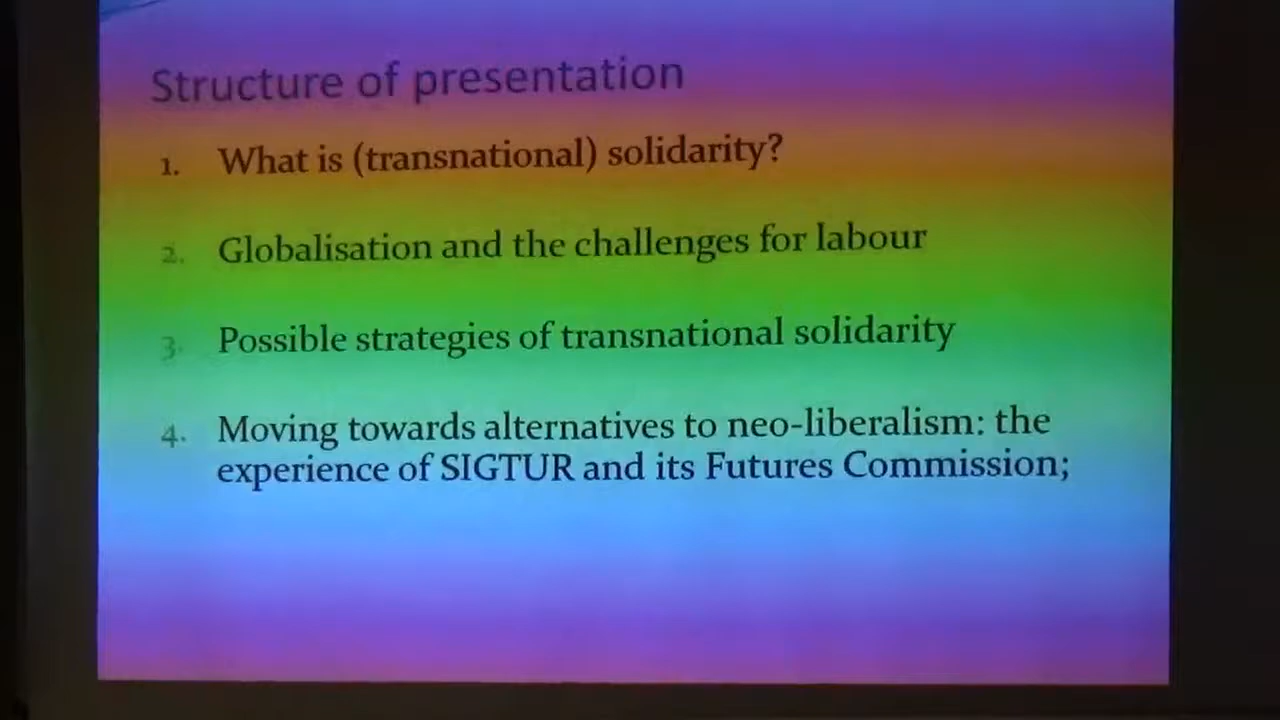 Structure of presentation
1. What is (transnational) solidarity?
2. Globalisation and the challenges for labour
3. Possible strategies of transnational solidarity
4. Moving towards alternatives to neo-liberalism: the
experience of SIGTUR and its Futures Commission;